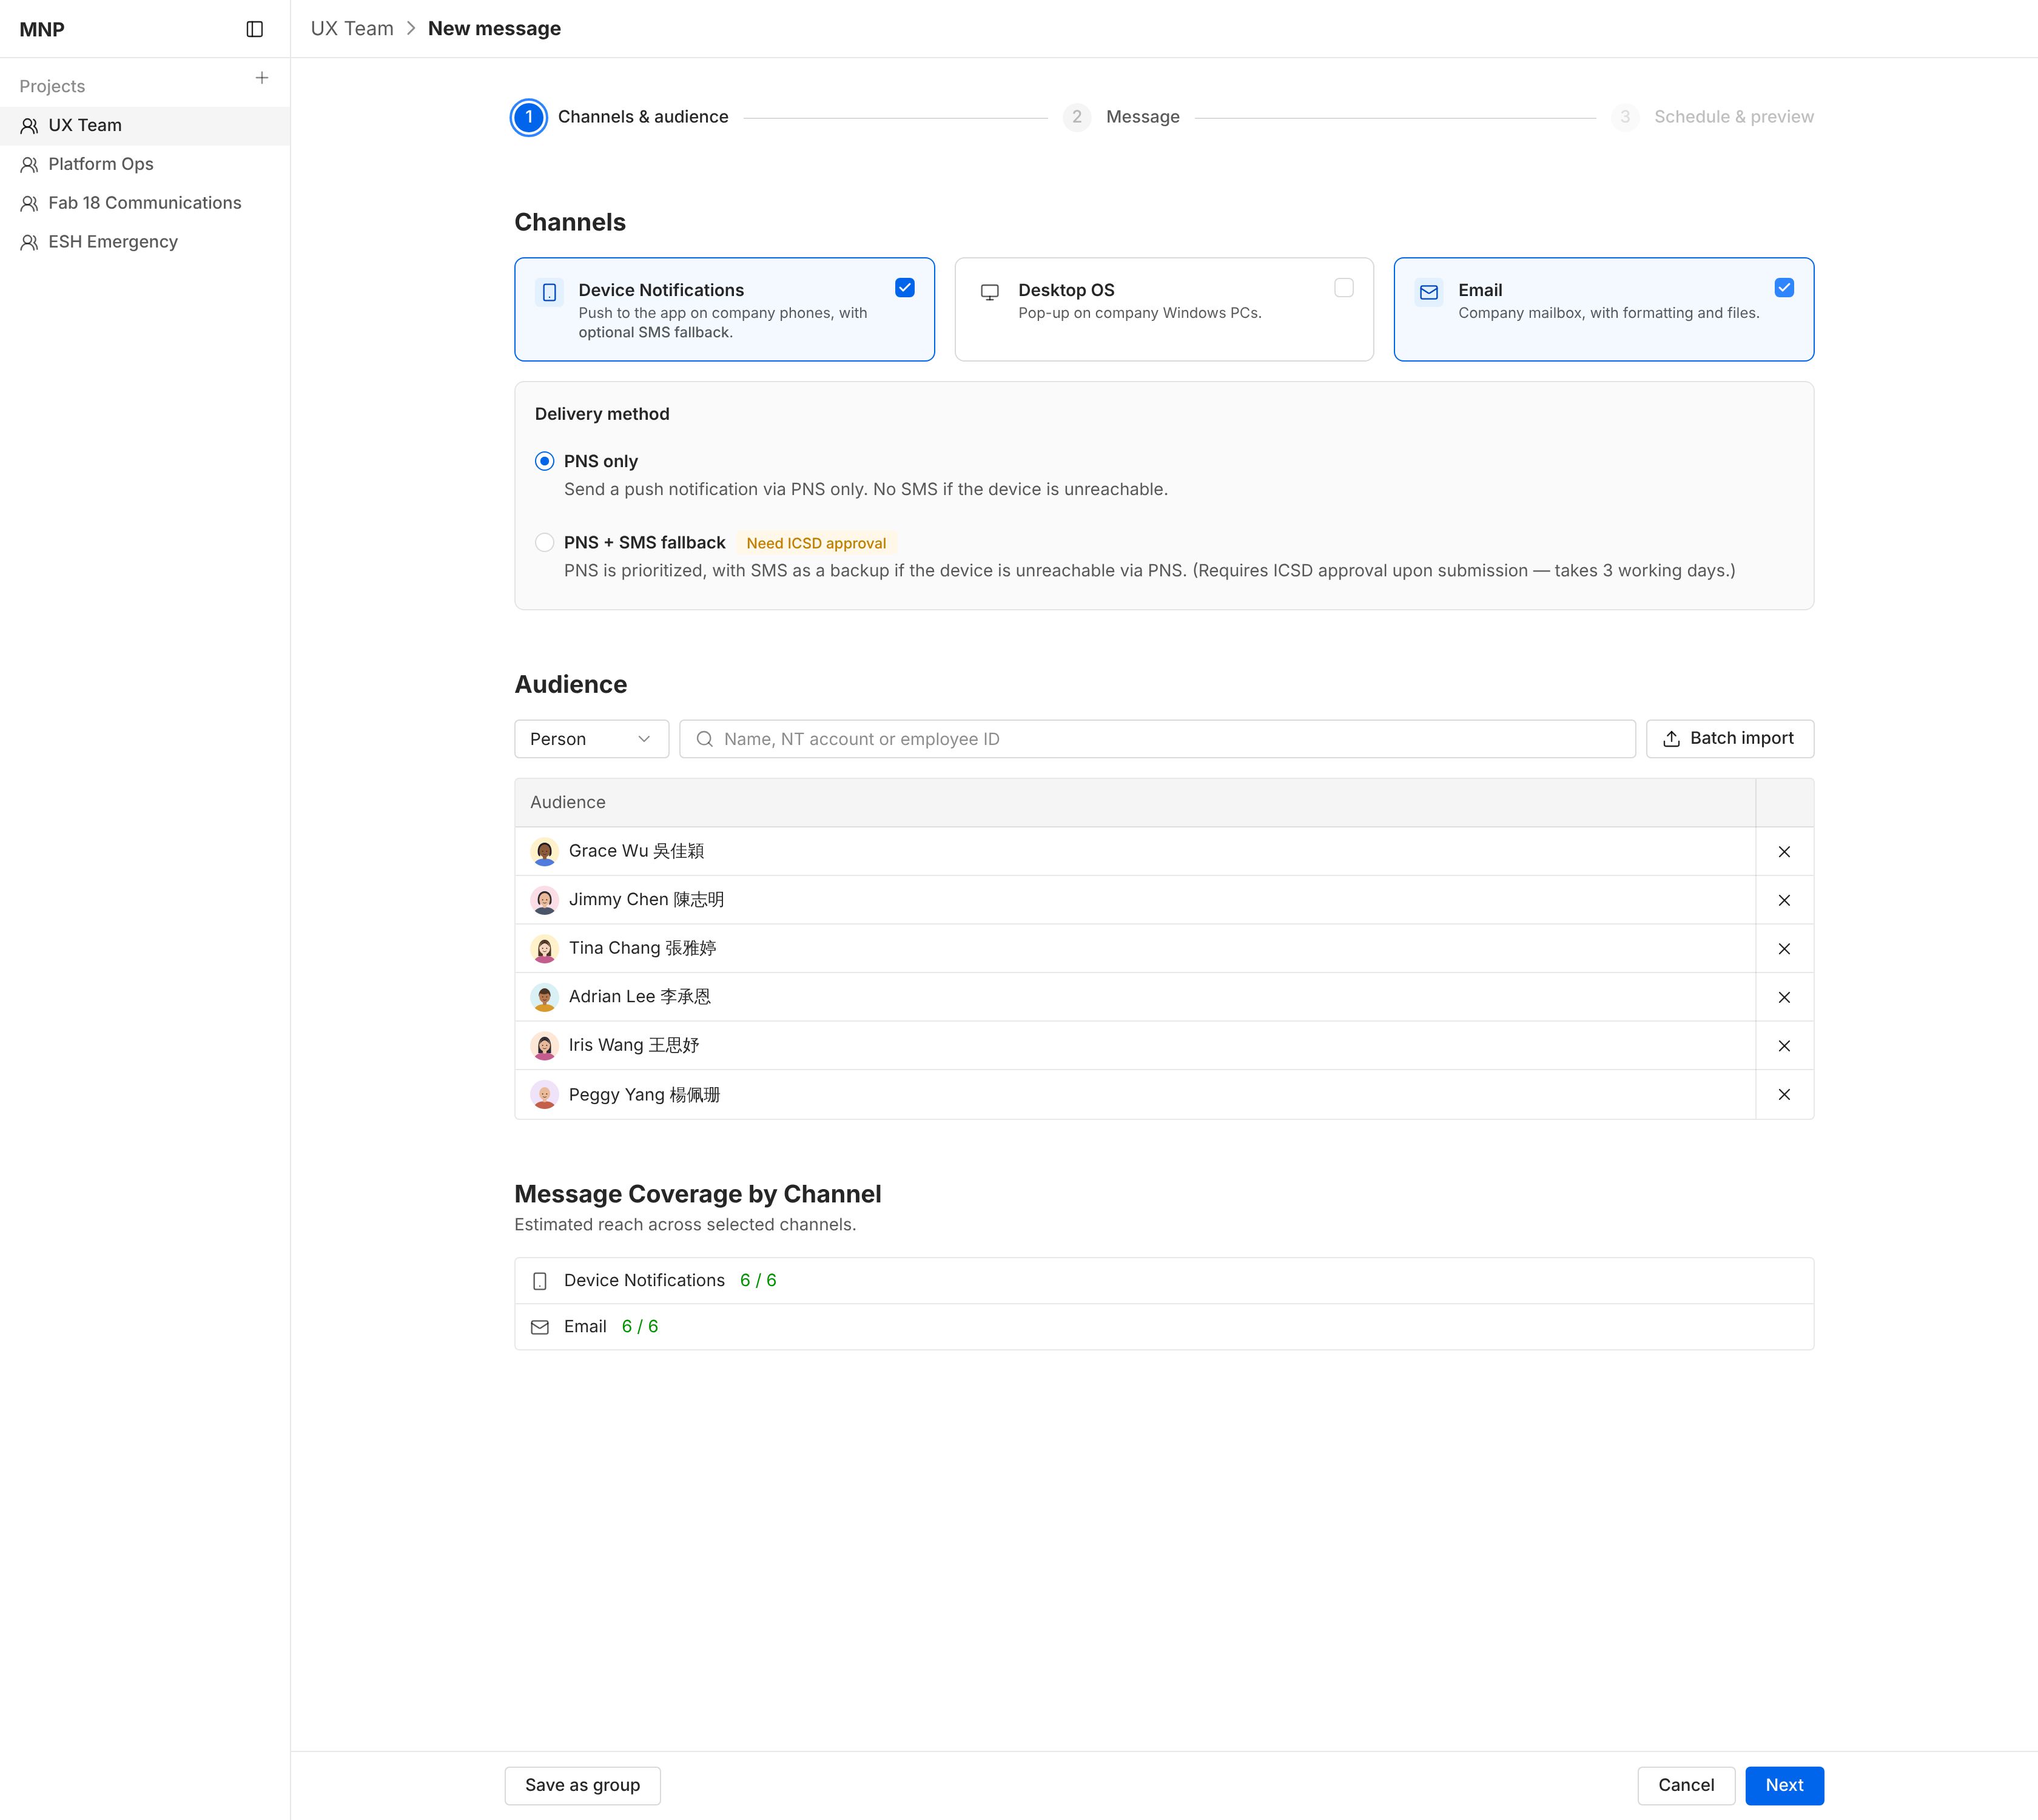 MNP
Projects
UX Team
Platform Ops
Fab 18 Communications
ESH Emergency
UX Team > New message
1 Channels & audience
2 Message
3 Schedule & preview
Channels
Device Notifications
Push to the app on company phones, with
optional SMS fallback.
Desktop OS
Pop-up on company Windows PCs.
Email
Company mailbox, with formatting and files.
Delivery method
PNS only
Send a push notification via PNS only. No SMS if the device is unreachable.
PNS + SMS fallback Need ICSD approval
PNS is prioritized, with SMS as a backup if the device is unreachable via PNS. (Requires ICSD approval upon submission — takes 3 working days.)
Audience
Person
Name, NT account or employee ID
Batch import
Audience
Grace Wu 吳佳穎
Jimmy Chen 陳志明
Tina Chang 張雅婷
Adrian Lee 李承恩
Iris Wang 王思妤
Peggy Yang 楊佩珊
Message Coverage by Channel
Estimated reach across selected channels.
Device Notifications 6 / 6
Email 6 / 6
Save as group
Cancel
Next